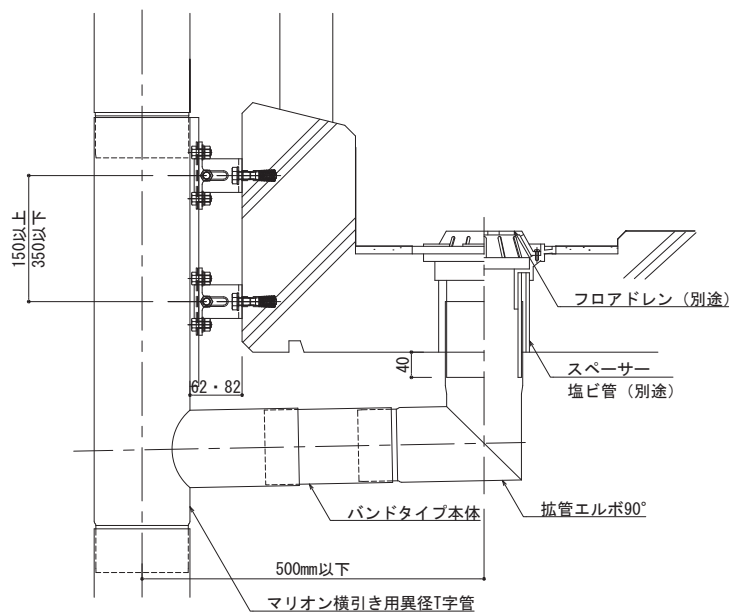 150以上
350以下
フロアドレン（別途）
スペーサー
塩ビ管（別途）
40
62・82
バンドタイプ本体
拡管エルボ90°
500mm以下
マリオン横引き用異径T字管